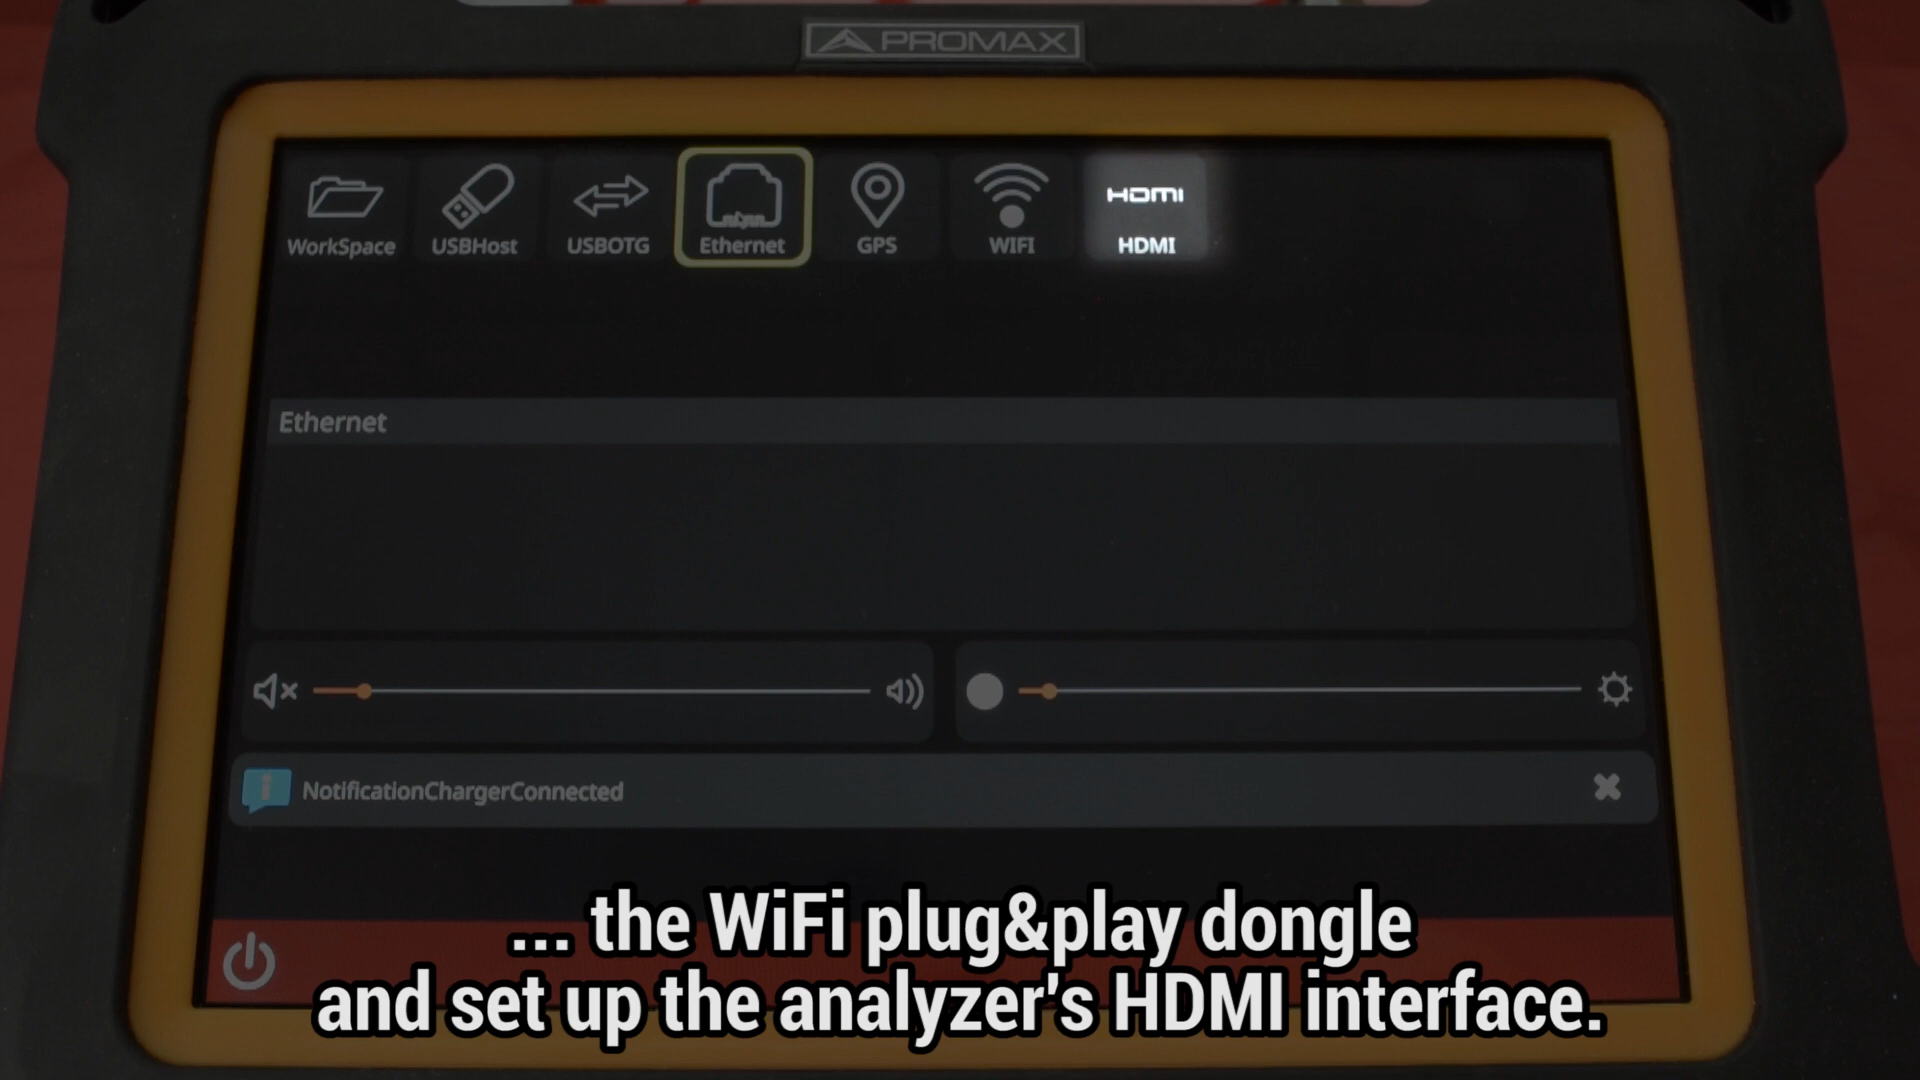 PROMAX
HDMI
WorkSpace
USBHost
USBOTG
Ethernet
GPS
WIFI
HDMI
Ethernet
NotificationChargerConnected
... the WiFi plug&play dongle
and set up the analyzer's HDMI interface.